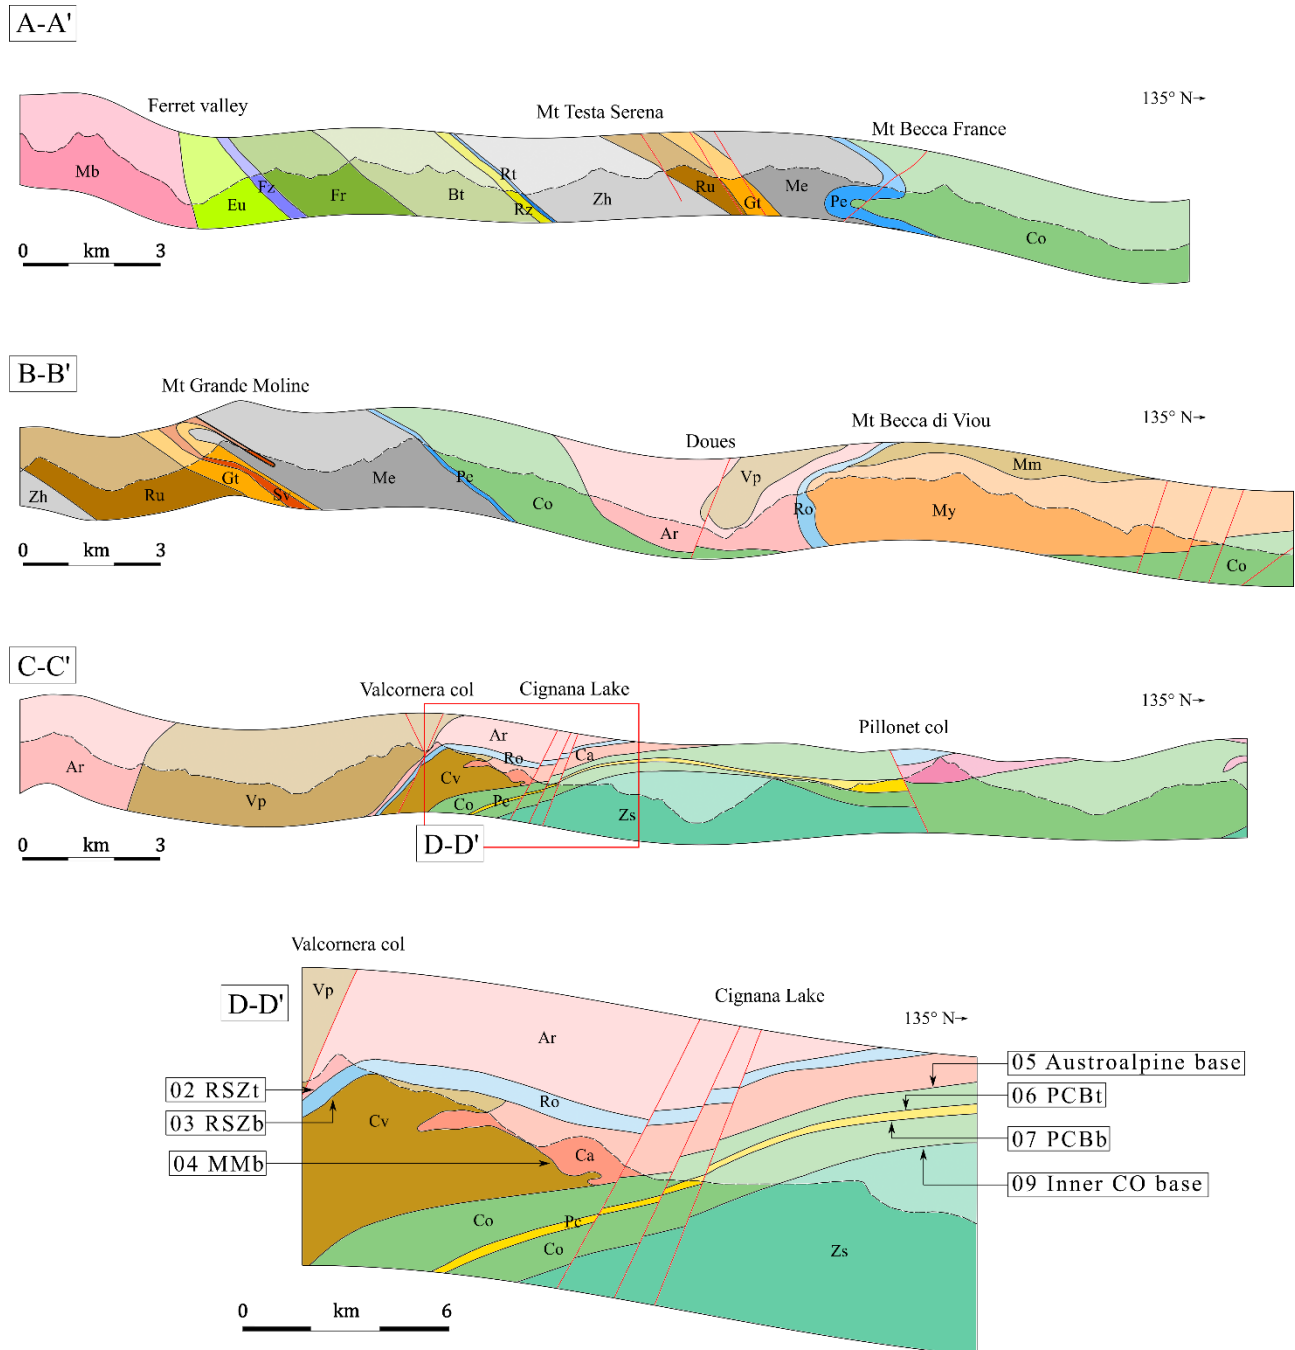 A-A'
Ferret valley
Mt Testa Serena
Mt Becca France
135° N→
Mb
Eu
Fz
Fr
Bt
Rt
Rz
Zh
Ru
Gt
Me
Pe
Co
0 km 3
B-B'
Mt Grande Moline
Doues
Mt Becca di Viou
135° N→
Zh
Ru
Gt
Sv
Me
Pe
Co
Ar
Vp
Ro
My
Mm
Co
0 km 3
C-C'
Valcornera col
Cignana Lake
Pillonet col
135° N→
Ar
Vp
Ar
Ro
Ca
Cv
Co
Pe
Zs
D-D'
0 km 3
Valcornera col
D-D'
Cignana Lake
135° N→
Vp
Ar
05 Austroalpine base
02 RSZt
06 PCBt
Ro
03 RSZb
Cv
07 PCBb
04 MMb
Ca
09 Inner CO base
Co
Pe
Co
Zs
0 km 6